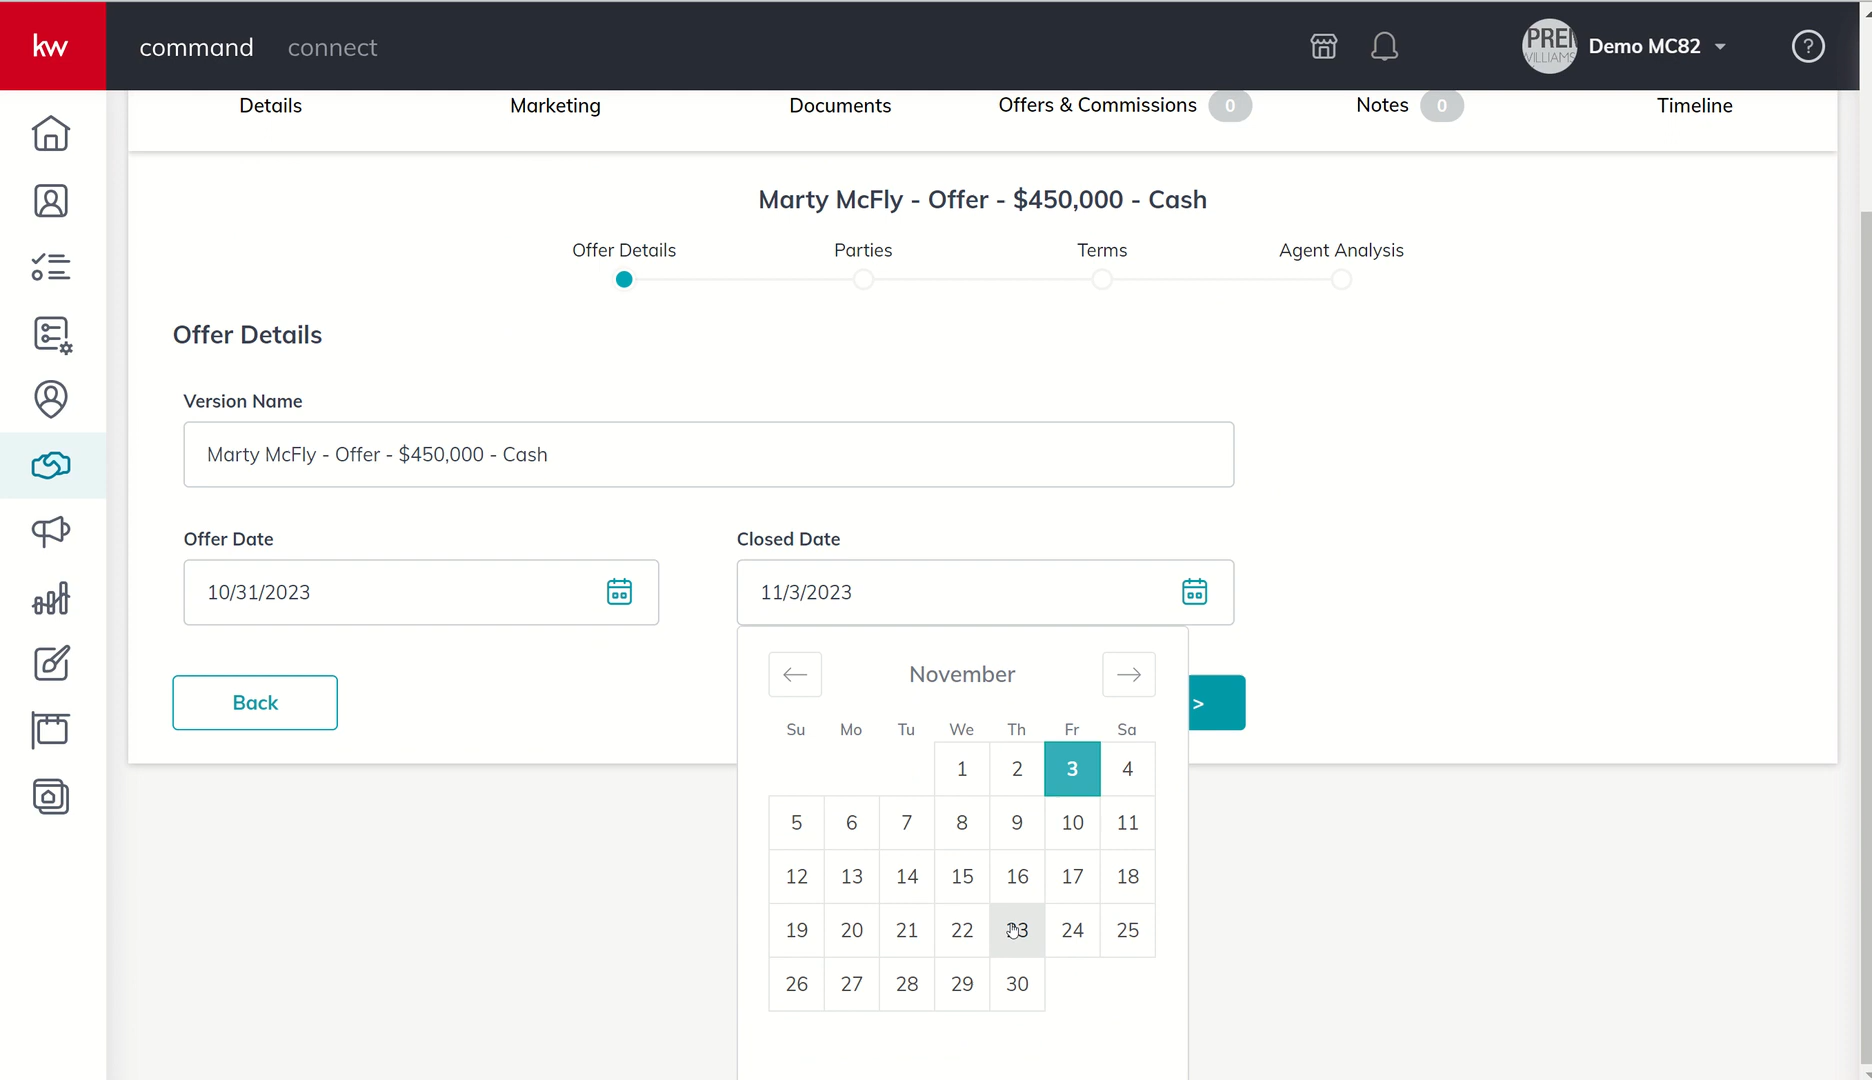 kw command connect PREM WILLIAMS Demo MC82 ?
Details Marketing Documents Offers & Commissions 0 Notes 0 Timeline
Marty McFly - Offer - $450,000 - Cash
Offer Details Parties Terms Agent Analysis
Offer Details
Version Name
Marty McFly - Offer - $450,000 - Cash
Offer Date Closed Date
10/31/2023 11/3/2023
← November →
Back >
Su Mo Tu We Th Fr Sa
1 2 3 4
5 6 7 8 9 10 11
12 13 14 15 16 17 18
19 20 21 22 23 24 25
26 27 28 29 30